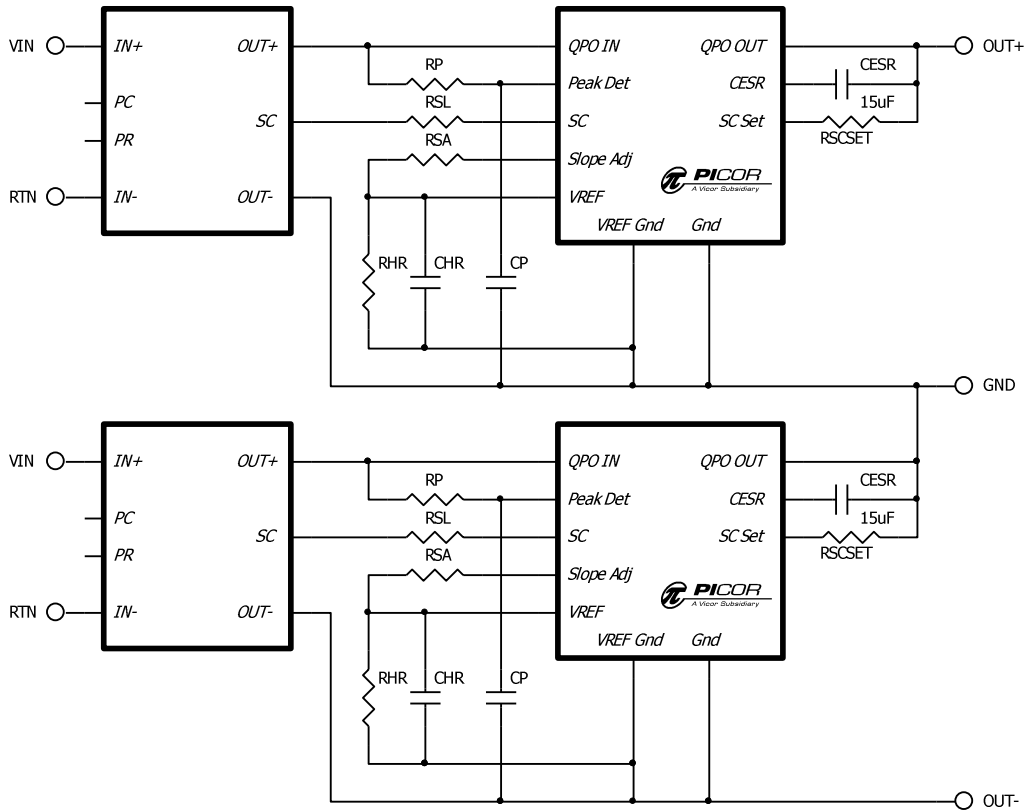 VIN
IN+
OUT+
QPO IN
QPO OUT
OUT+
RP
CESR
PC
Peak Det
CESR
RSL
15uF
SC
SC
SC Set
PR
RSCSET
RSA
Slope Adj
PICOR
A Vicor Subsidiary
RTN
IN-
OUT-
VREF
VREF Gnd
Gnd
RHR
CHR
CP
GND
VIN
IN+
OUT+
QPO IN
QPO OUT
RP
CESR
Peak Det
CESR
PC
RSL
15uF
SC
SC
SC Set
PR
RSCSET
RSA
Slope Adj
PICOR
A Vicor Subsidiary
RTN
IN-
OUT-
VREF
VREF Gnd
Gnd
RHR
CHR
CP
OUT-